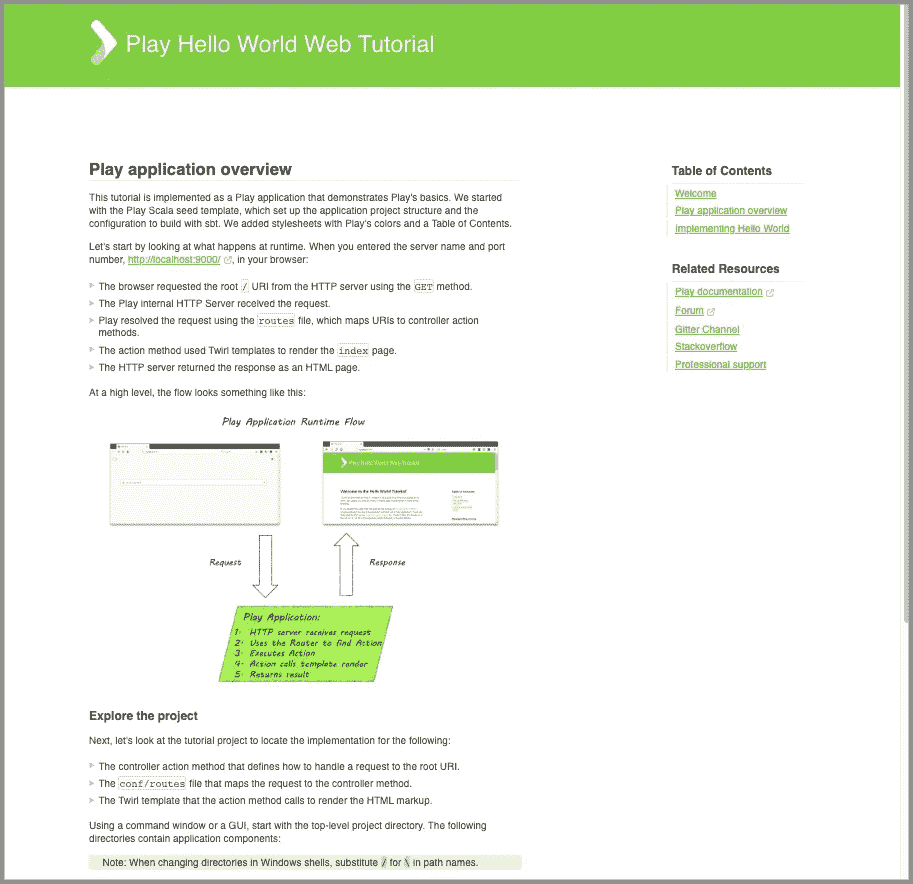 Play Hello World Web Tutorial
Play application overview
This tutorial is implemented as a Play application that demonstrates Play's basics. We started
with the Play Scala seed template, which set up the application project structure and the
configuration to build with sbt. We added stylesheets with Play's colors and a Table of Contents.
Let's start by looking at what happens at runtime. When you entered the server name and port
number, http://localhost:9000/ , in your browser:
The browser requested the root / URI from the HTTP server using the GET method.
The Play internal HTTP Server received the request.
Play resolved the request using the routes file, which maps URIs to controller action
methods.
The action method used Twirl templates to render the index page.
The HTTP server returned the response as an HTML page.
At a high level, the flow looks something like this:
Play Application Runtime Flow
Play Hello World Web Tutorial
Welcome to the Hello World Tutorial!
Request
Response
Play Application:
1- HTTP server receives request
2- Uses the Router to find Action
3- Executes Action
4- Action calls template render
5- Returns result
Explore the project
Next, let's look at the tutorial project to locate the implementation for the following:
The controller action method that defines how to handle a request to the root URI.
The conf/routes file that maps the request to the controller method.
The Twirl template that the action method calls to render the HTML markup.
Using a command window or a GUI, start with the top-level project directory. The following
directories contain application components:
Note: When changing directories in Windows shells, substitute / for \ in path names.
Table of Contents
Welcome
Play application overview
Implementing Hello World
Related Resources
Play documentation
Forum
Gitter Channel
Stackoverflow
Professional support